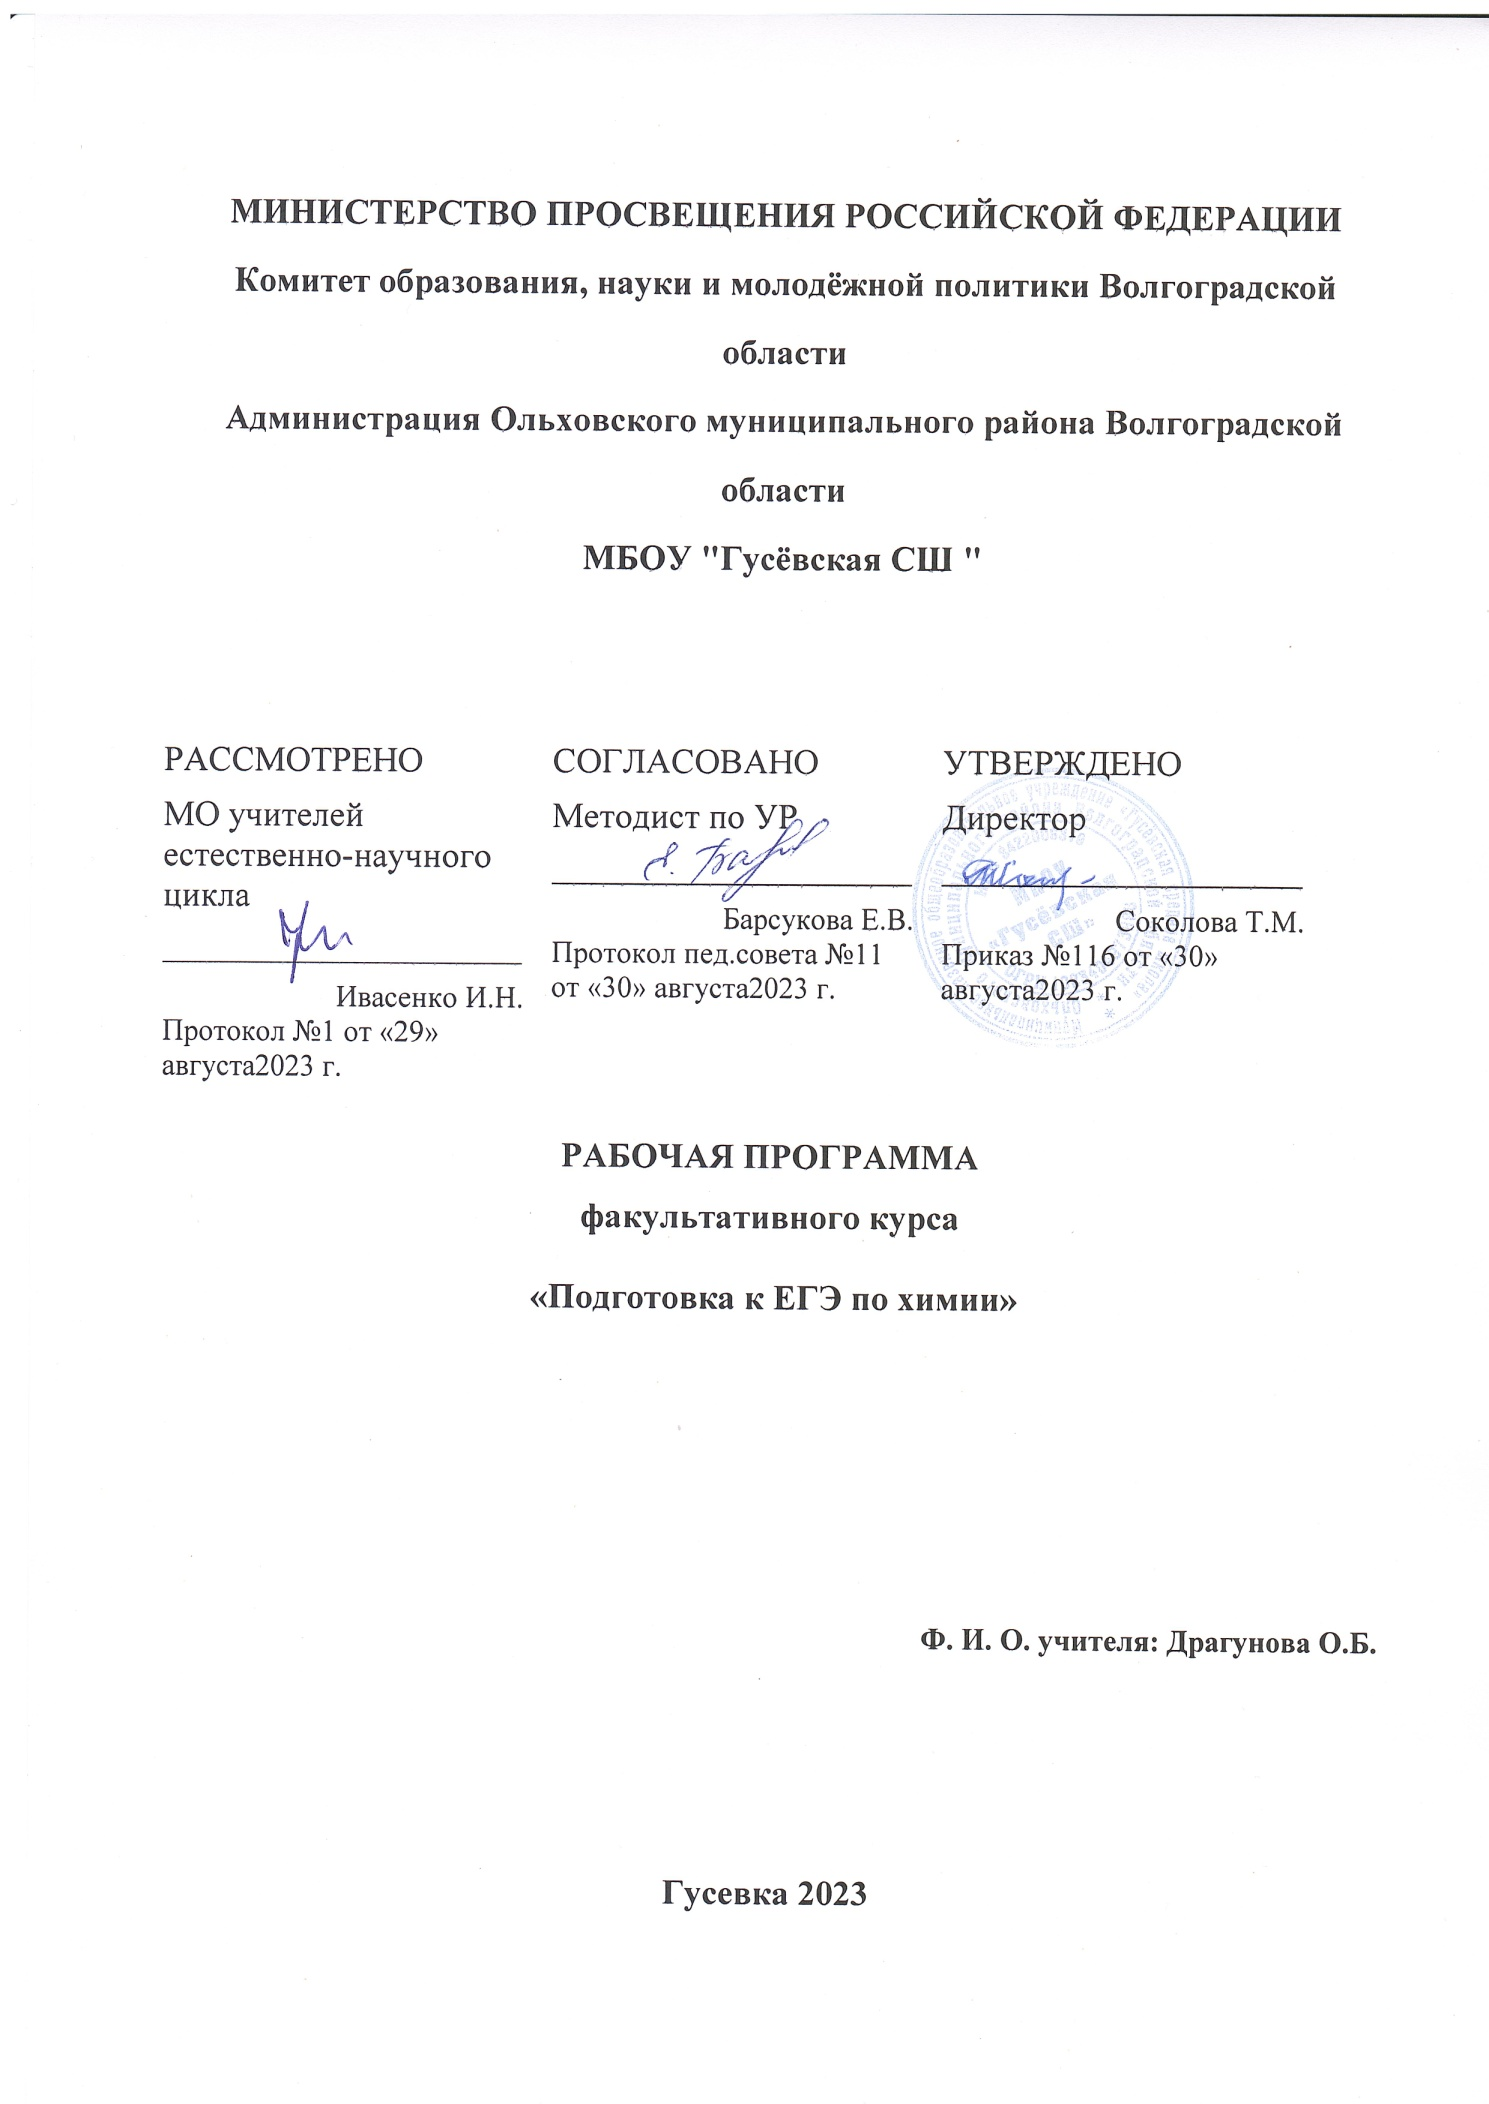 МИНИСТЕРСТВО ПРОСВЕЩЕНИЯ РОССИЙСКОЙ ФЕДЕРАЦИИ
Комитет образования, науки и молодёжной политики Волгоградской
области
Администрация Ольховского муниципального района Волгоградской
области
МБОУ "Гусёвская СШ "
РАССМОТРЕНО
МО учителей
естественно-научного
цикла
Ивасенко И.Н.
Протокол №1 от «29»
августа2023 г.
СОГЛАСОВАНО
Методист по УР
Барсукова Е.В.
Протокол пед.совета №11
от «30» августа2023 г.
УТВЕРЖДЕНО
Директор
Соколова Т.М.
Приказ №116 от «30»
августа2023 г.
МБОУ
«Гусёвская
СШ»
РАБОЧАЯ ПРОГРАММА
факультативного курса
«Подготовка к ЕГЭ по химии»
Ф. И. О. учителя: Драгунова О.Б.
Гусевка 2023